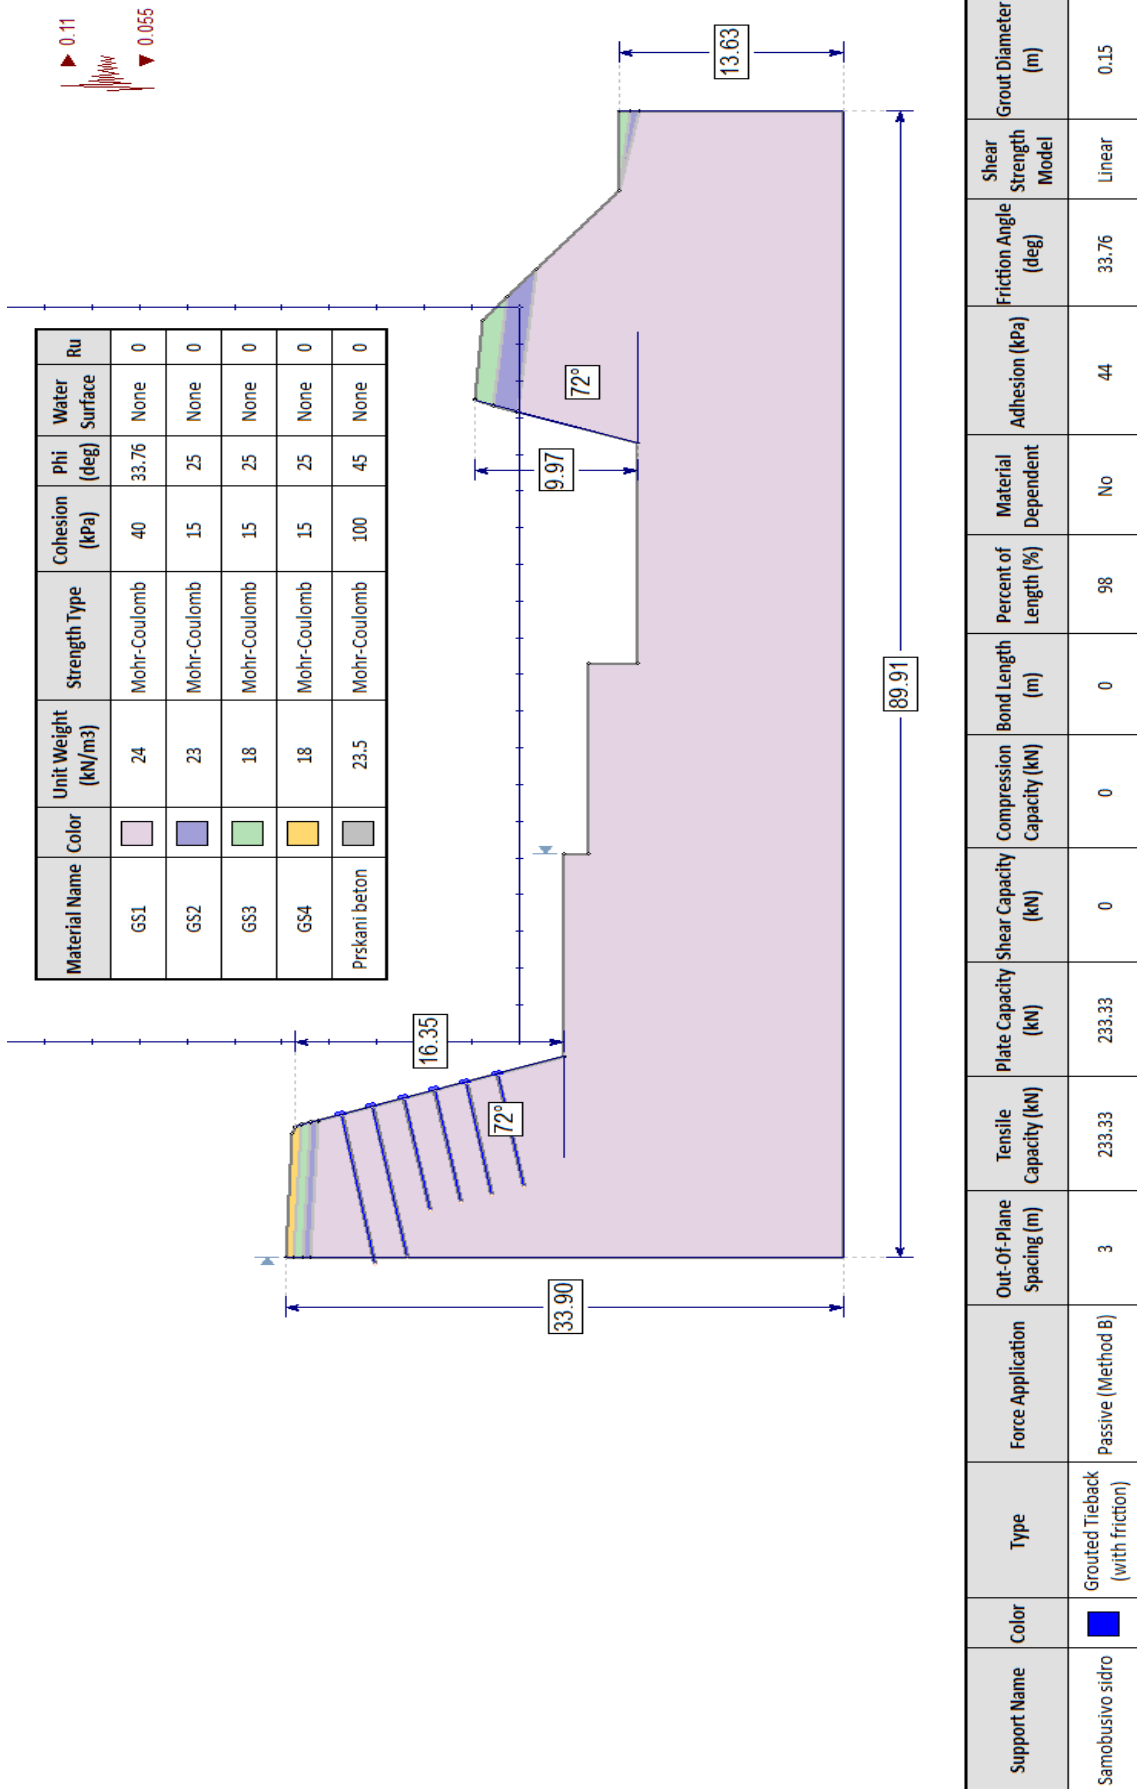 0.11
0.055
Material Name Color Unit Weight (kN/m3) Strength Type Cohesion (kPa) Phi (deg) Water Surface Ru
GS1 24 Mohr-Coulomb 40 33.76 None 0
GS2 23 Mohr-Coulomb 15 25 None 0
GS3 18 Mohr-Coulomb 15 25 None 0
GS4 18 Mohr-Coulomb 15 25 None 0
Prskani beton 23.5 Mohr-Coulomb 100 45 None 0
33.90
16.35
72°
9.97
72°
13.63
89.91
Support Name Color Type Force Application Out-Of-Plane Spacing (m) Tensile Capacity (kN) Plate Capacity (kN) Shear Capacity (kN) Compression Capacity (kN) Bond Length (m) Percent of Length (%) Material Dependent Adhesion (kPa) Friction Angle (deg) Shear Strength Model Grout Diameter (m)
Samobusivo sidro Grouted Tieback (with friction) Passive (Method B) 3 233.33 233.33 0 0 0 98 No 44 33.76 Linear 0.15